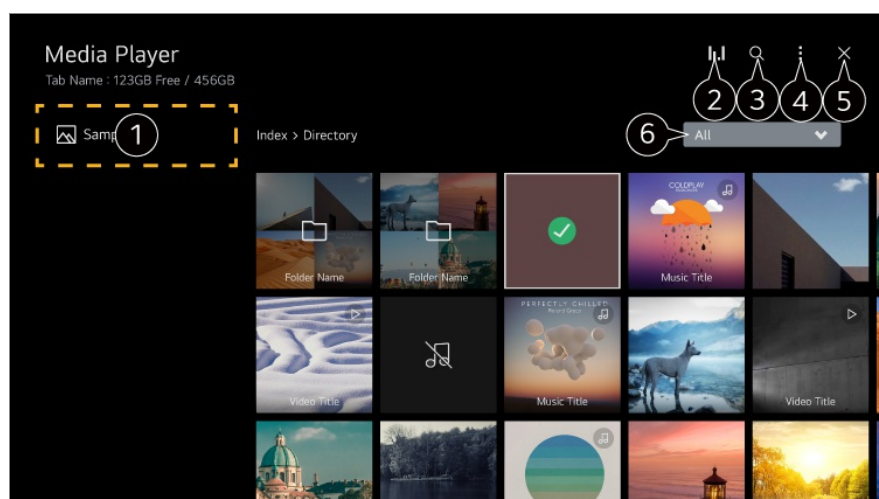 Media Player
Tab Name : 123GB Free / 456GB
2
3
4
5
1
Index > Directory
6
All
Folder Name
Folder Name
COLDPLAY
Music Title
Video Title
PERFECTLY CHILLED
Music Title
Video Title